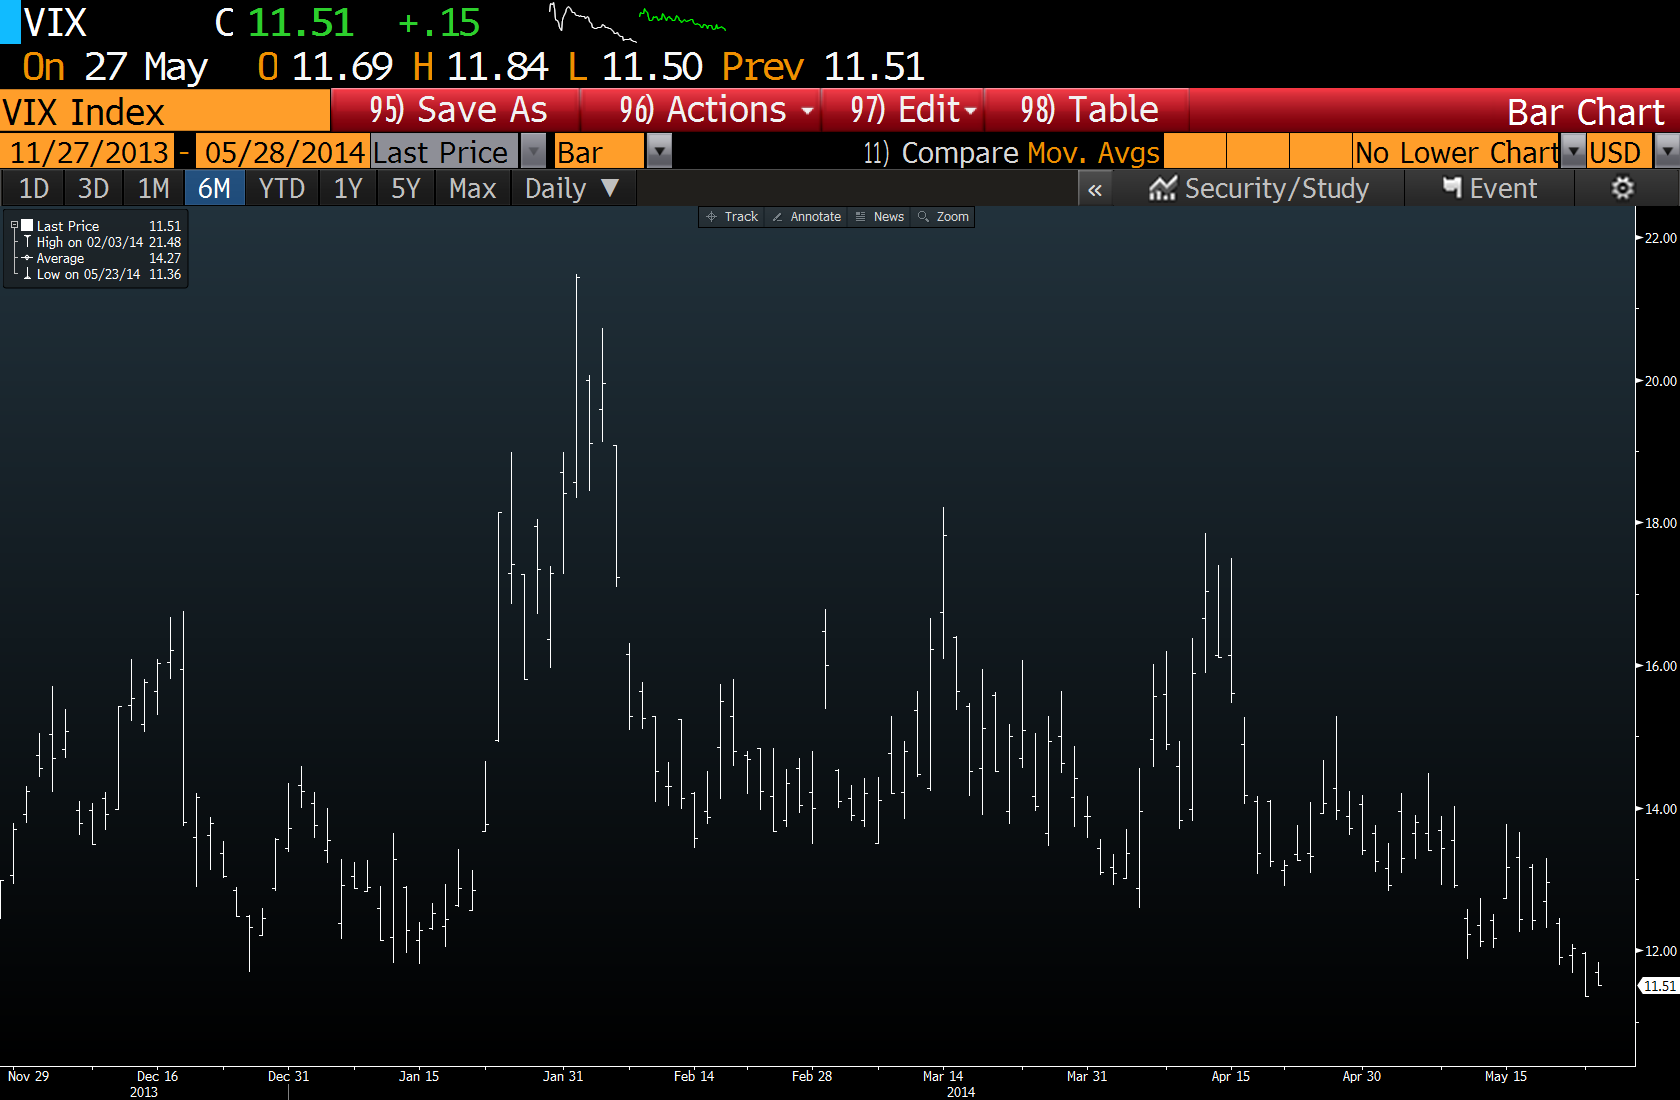 VIX C 11.51 +.15
On 27 May O 11.69 H 11.84 L 11.50 Prev 11.51
VIX Index 95) Save As 96) Actions 97) Edit 98) Table Bar Chart
11/27/2013 - 05/28/2014 Last Price Bar 11) Compare Mov. Avgs No Lower Chart USD
1D 3D 1M 6M YTD 1Y 5Y Max Daily ▼ « Security/Study Event
Track Annotate News Zoom
Last Price 11.51
High on 02/03/14 21.48
Average 14.27
Low on 05/23/14 11.36
22.00
20.00
18.00
16.00
14.00
12.00
11.51
Nov 29 Dec 16 Dec 31 Jan 15 Jan 31 Feb 14 Feb 28 Mar 14 Mar 31 Apr 15 Apr 30 May 15
2013 2014